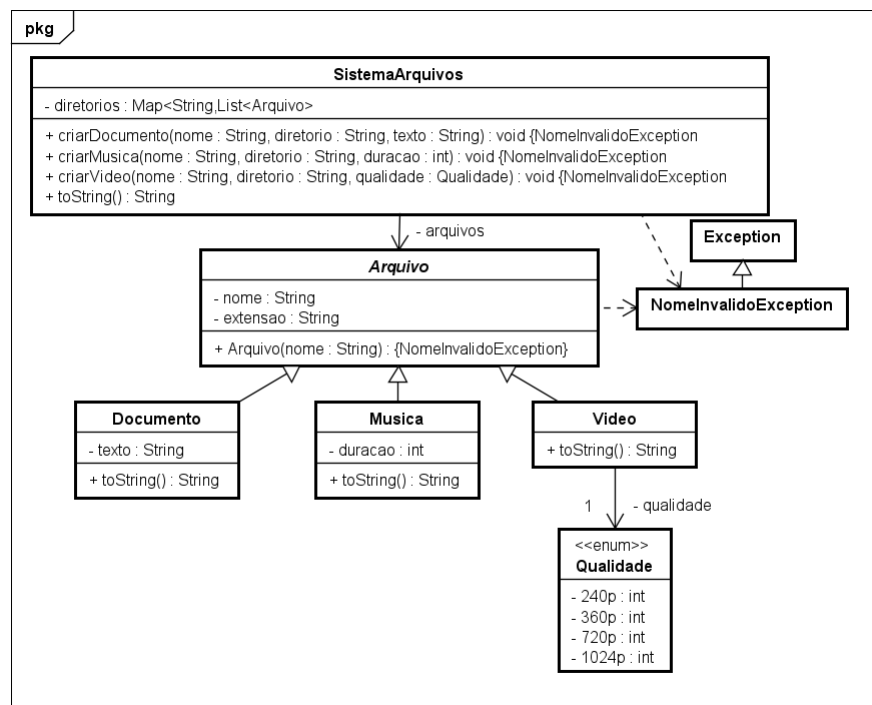 pkg
SistemaArquivos
- diretorios : Map<String,List<Arquivo>
+ criarDocumento(nome : String, diretorio : String, texto : String) : void {NomeInvalidoException
+ criarMusica(nome : String, diretorio : String, duracao : int) : void {NomeInvalidoException
+ criarVideo(nome : String, diretorio : String, qualidade : Qualidade) : void {NomeInvalidoException
+ toString() : String
- arquivos
Exception
Arquivo
- nome : String
- extensao : String
+ Arquivo(nome : String) : {NomeInvalidoException}
NomeInvalidoException
Documento
- texto : String
+ toString() : String
Musica
- duracao : int
+ toString() : String
Video
+ toString() : String
1
- qualidade
<<enum>>
Qualidade
- 240p : int
- 360p : int
- 720p : int
- 1024p : int